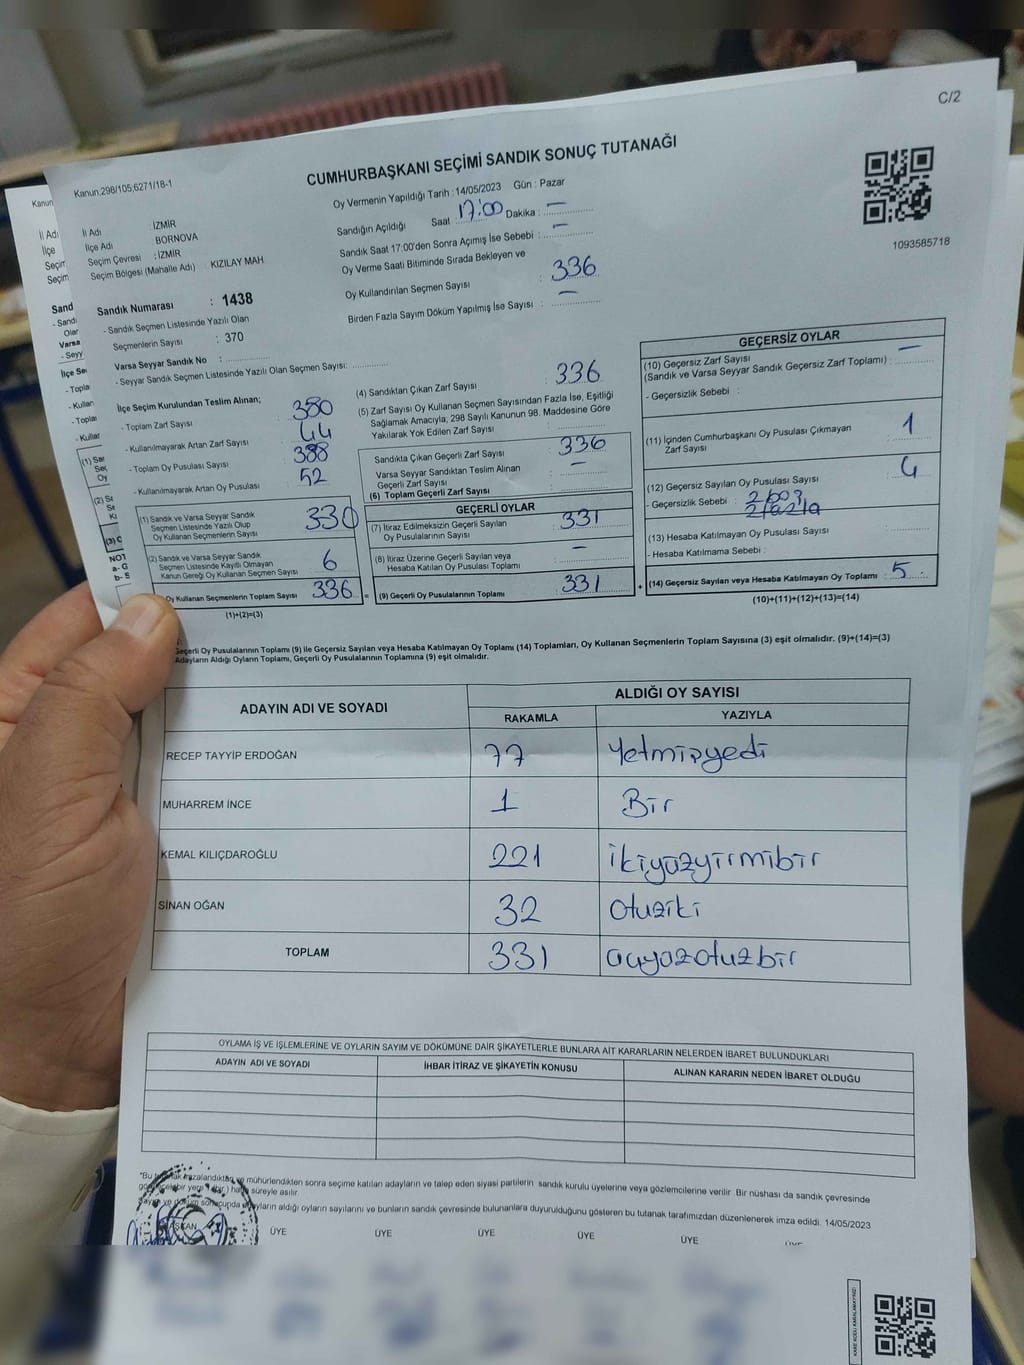 C/2
Kanun;298/105;6271/18-1
CUMHURBAŞKANI SEÇİMİ SANDIK SONUÇ TUTANAĞI
Oy Vermenin Yapıldığı Tarih : 14/05/2023 Gün : Pazar
1093585718
İl Adı : İZMİR
İlçe Adı BORNOVA
Seçim Çevresi : İZMİR
Seçim Bölgesi (Mahalle Adı) : KIZILAY MAH
Sandığın Açıldığı Saat : 17:00 Dakika : —
Sandık Saat 17:00'den Sonra Açımış İse Sebebi : —
Oy Verme Saati Bitiminde Sırada Bekleyen ve
Oy Kullandırılan Seçmen Sayısı : 336
Birden Fazla Sayım Döküm Yapılmış İse Sayısı : —
Sandık Numarası : 1438
- Sandık Seçmen Listesinde Yazılı Olan
Seçmenlerin Sayısı : 370
Varsa Seyyar Sandık No :
- Seyyar Sandık Seçmen Listesinde Yazılı Olan Seçmen Sayısı:
İlçe Seçim Kurulundan Teslim Alınan;
- Toplam Zarf Sayısı : 380
- Kullanılmayarak Artan Zarf Sayısı : 44
- Toplam Oy Pusulası Sayısı : 388
- Kullanılmayarak Artan Oy Pusulası : 52
(1) Sandık ve Varsa Seyyar Sandık
Seçmen Listesinde Yazılı Olup
Oy Kullanan Seçmenlerin Sayısı : 330
(2) Sandık ve Varsa Seyyar Sandık
Seçmen Listesinde Kayıtlı Olmayan
Kanun Gereği Oy Kullanan Seçmen Sayısı : 6
Oy Kullanan Seçmenlerin Toplam Sayısı 336
(1)+(2)=(3)
(4) Sandıktan Çıkan Zarf Sayısı : 336
(5) Zarf Sayısı Oy Kullanan Seçmen Sayısından Fazla İse, Eşitliği
Sağlamak Amacıyla, 298 Sayılı Kanunun 98. Maddesine Göre
Yakılarak Yok Edilen Zarf Sayısı :
Sandıkta Çıkan Geçerli Zarf Sayısı : 336
Varsa Seyyar Sandıktan Teslim Alınan
Geçerli Zarf Sayısı : —
(6) Toplam Geçerli Zarf Sayısı
GEÇERLİ OYLAR
(7) İtiraz Edilmeksizin Geçerli Sayılan
Oy Pusulalarının Sayısı : 331
(8) İtiraz Üzerine Geçerli Sayılan veya
Hesaba Katılan Oy Pusulası Toplamı : —
(9) Geçerli Oy Pusulalarının Toplamı : 331
GEÇERSİZ OYLAR
(10) Geçersiz Zarf Sayısı
(Sandık ve Varsa Seyyar Sandık Geçersiz Zarf Toplamı) : —
- Geçersizlik Sebebi :
(11) İçinden Cumhurbaşkanı Oy Pusulası Çıkmayan
Zarf Sayısı : 1
(12) Geçersiz Sayılan Oy Pusulası Sayısı : 4
- Geçersizlik Sebebi :
(13) Hesaba Katılmayan Oy Pusulası Sayısı
- Hesaba Katılmama Sebebi :
(14) Geçersiz Sayılan veya Hesaba Katılmayan Oy Toplamı : 5
(10)+(11)+(12)+(13)=(14)
Geçerli Oy Pusulalarının Toplamı (9) ile Geçersiz Sayılan veya Hesaba Katılmayan Oy Toplamı (14) Toplamları, Oy Kullanan Seçmenlerin Toplam Sayısına (3) eşit olmalıdır. (9)+(14)=(3)
Adayların Aldığı Oyların Toplamı, Geçerli Oy Pusulalarının Toplamına (9) eşit olmalıdır.
ADAYIN ADI VE SOYADI
ALDIĞI OY SAYISI
RAKAMLA YAZIYLA
RECEP TAYYİP ERDOĞAN 77 Yetmişyedi
MUHARREM İNCE 1 Bir
KEMAL KILIÇDAROĞLU 221 ikiyüzyirmibir
SİNAN OĞAN 32 Otuziki
TOPLAM 331 üçyüzotuzbir
OYLAMA İŞ VE İŞLEMLERİNE VE OYLARIN SAYIM VE DÖKÜMÜNE DAİR ŞİKAYETLERLE BUNLARA AİT KARARLARIN NELERDEN İBARET BULUNDUKLARI
ADAYIN ADI VE SOYADI İHBAR İTİRAZ VE ŞİKAYETİN KONUSU ALINAN KARARIN NEDEN İBARET OLDUĞU
mühürlendikten sonra seçime katılan adayların ve talep eden siyasi partilerin sandık kurulu üyelerine veya gözlemcilerine verilir Bir nüshası da sandık çevresinde
süreyle asılır
aldığı oyların sayılarını ve bunların sandık çevresinde bulunanlara duyurulduğunu gösteren bu tutanak tarafımızdan düzenlenerek imza edildi. 14/05/2023
ÜYE ÜYE ÜYE ÜYE ÜYE